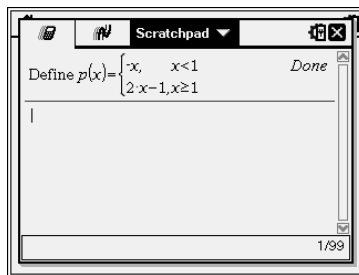 Scratchpad
Define p(x)={-x, x<1 Done
2·x−1,x≥1
1/99